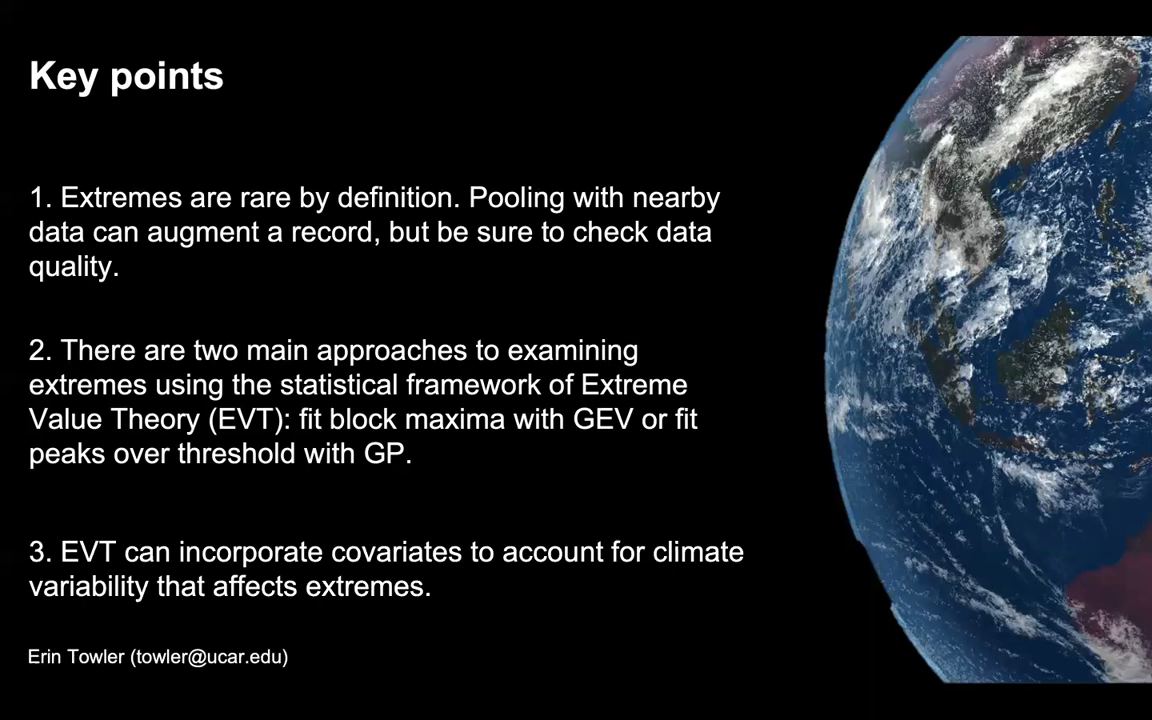 Key points
1. Extremes are rare by definition. Pooling with nearby
data can augment a record, but be sure to check data
quality.
2. There are two main approaches to examining
extremes using the statistical framework of Extreme
Value Theory (EVT): fit block maxima with GEV or fit
peaks over threshold with GP.
3. EVT can incorporate covariates to account for climate
variability that affects extremes.
Erin Towler (towler@ucar.edu)